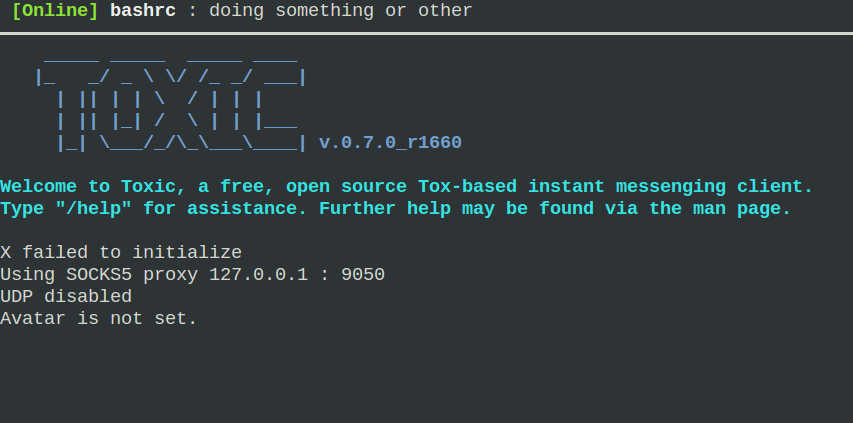 [Online] bashrc : doing something or other
TOXIC
v.0.7.0_r1660
Welcome to Toxic, a free, open source Tox-based instant messenging client.
Type "/help" for assistance. Further help may be found via the man page.
X failed to initialize
Using SOCKS5 proxy 127.0.0.1 : 9050
UDP disabled
Avatar is not set.